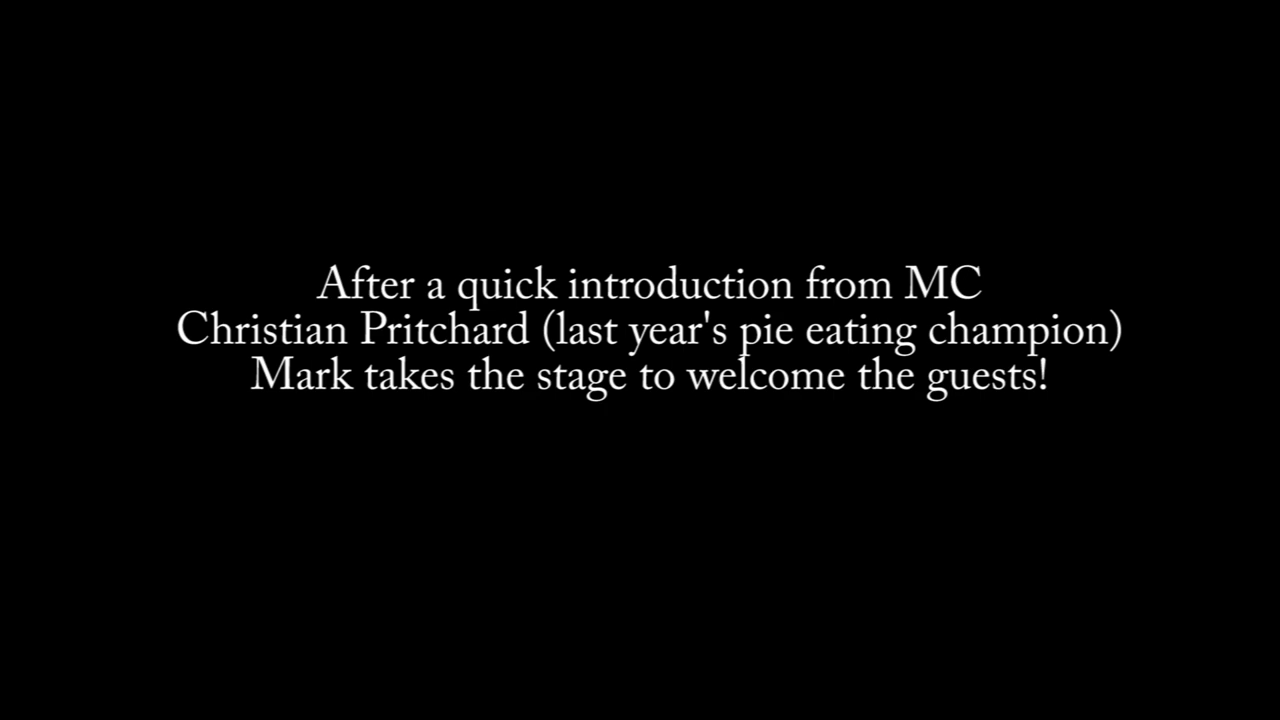 After a quick introduction from MC
Christian Pritchard (last year's pie eating champion)
Mark takes the stage to welcome the guests!